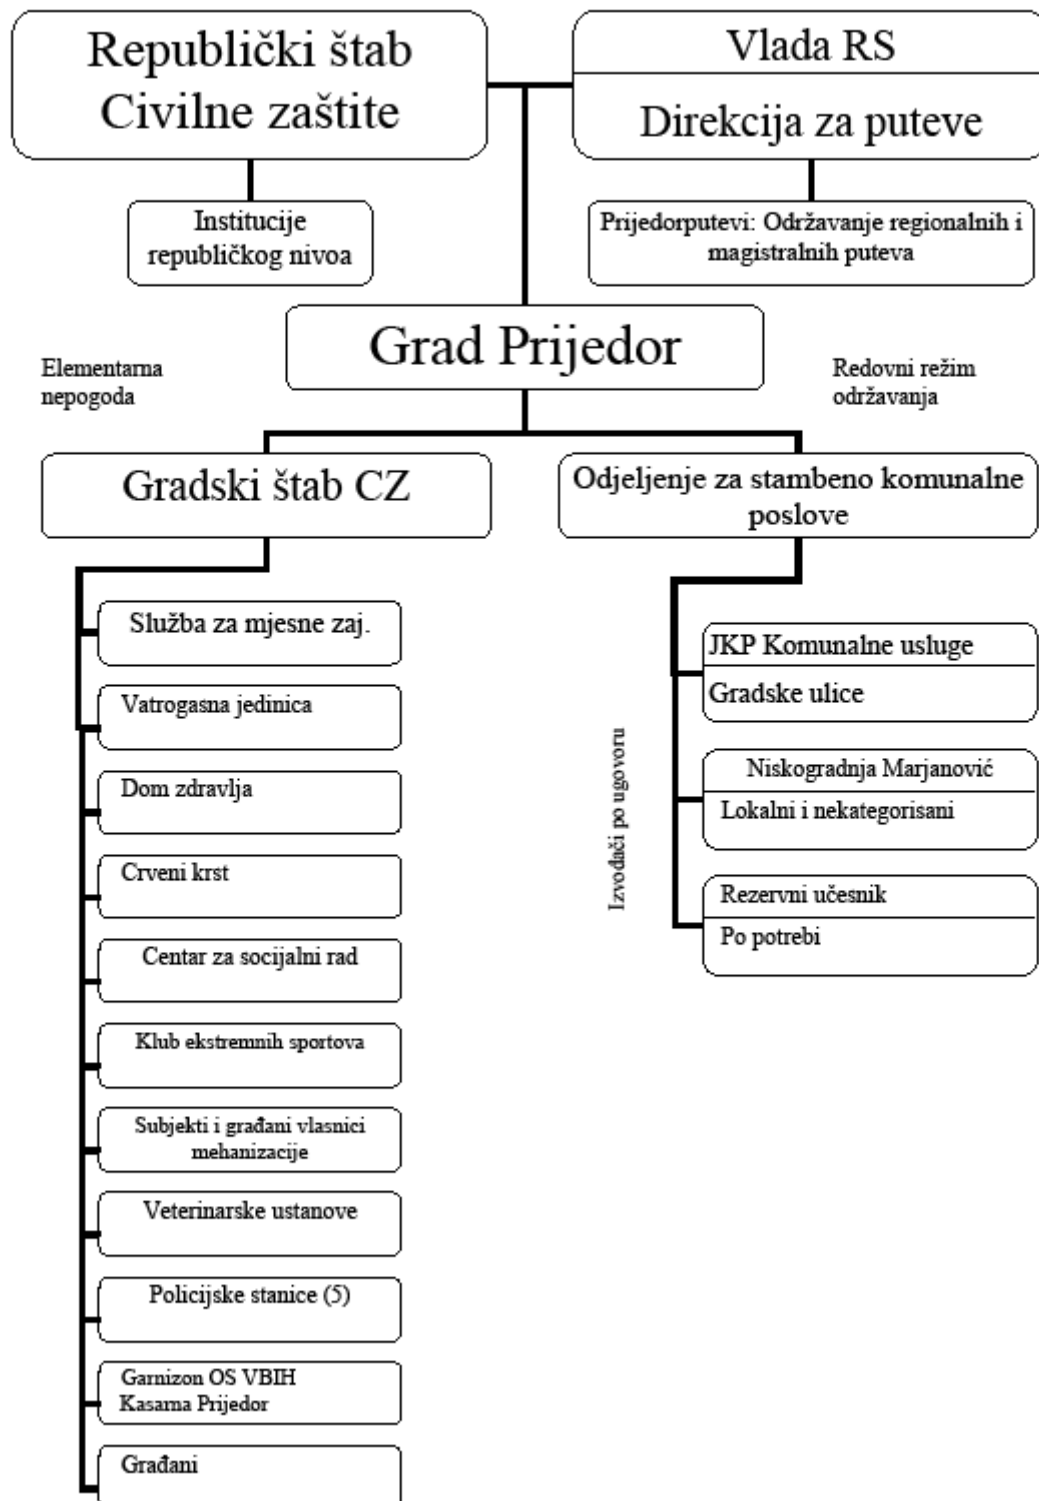 Republički štab
Civilne zaštite
Vlada RS
Direkcija za puteve
Institucije
republičkog nivoa
Prijedorputevi: Održavanje regionalnih i
magistralnih puteva
Grad Prijedor
Elementarna
nepogoda
Redovni režim
održavanja
Gradski štab CZ
Odjeljenje za stambeno komunalne
poslove
Služba za mjesne zaj.
Vatrogasna jedinica
Dom zdravlja
Crveni krst
Centar za socijalni rad
Klub ekstremnih sportova
Subjekti i građani vlasnici
mehanizacije
Veterinarske ustanove
Policijske stanice (5)
Garnizon OS VBIH
Kasarna Prijedor
Građani
Izvođači po ugovoru
JKP Komunalne usluge
Gradske ulice
Niskogradnja Marjanović
Lokalni i nekategorisani
Rezervni učesnik
Po potrebi